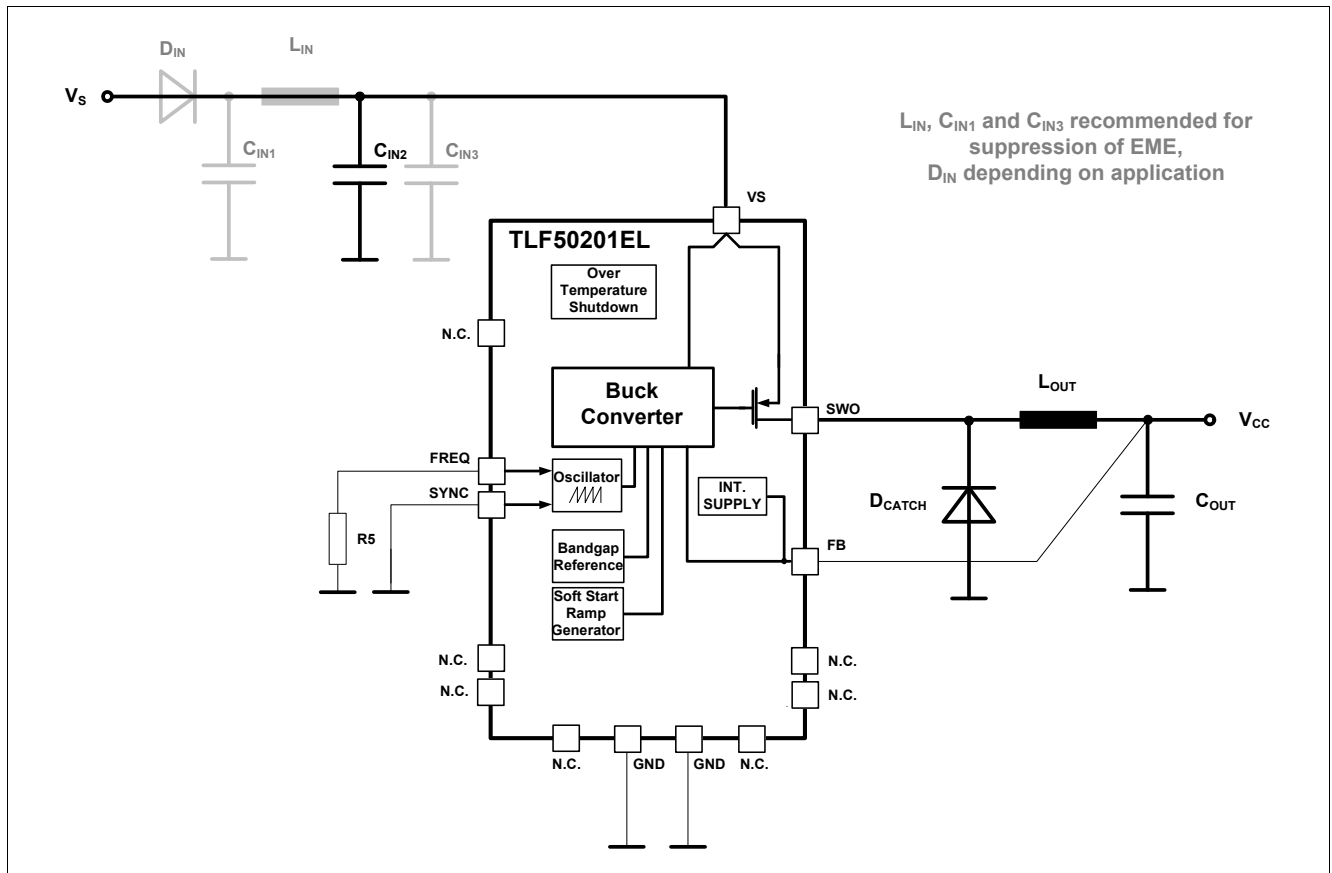 D_IN
L_IN
V_S
C_IN1
C_IN2
C_IN3
L_IN, C_IN1 and C_IN3 recommended for
suppression of EME,
D_IN depending on application
VS
TLF50201EL
Over
Temperature
Shutdown
N.C.
Buck
Converter
SWO
L_OUT
V_CC
FREQ
SYNC
Oscillator
INT.
SUPPLY
D_CATCH
C_OUT
R5
FB
Bandgap
Reference
Soft Start
Ramp
Generator
N.C.
N.C.
N.C.
N.C.
N.C.
GND
GND
N.C.